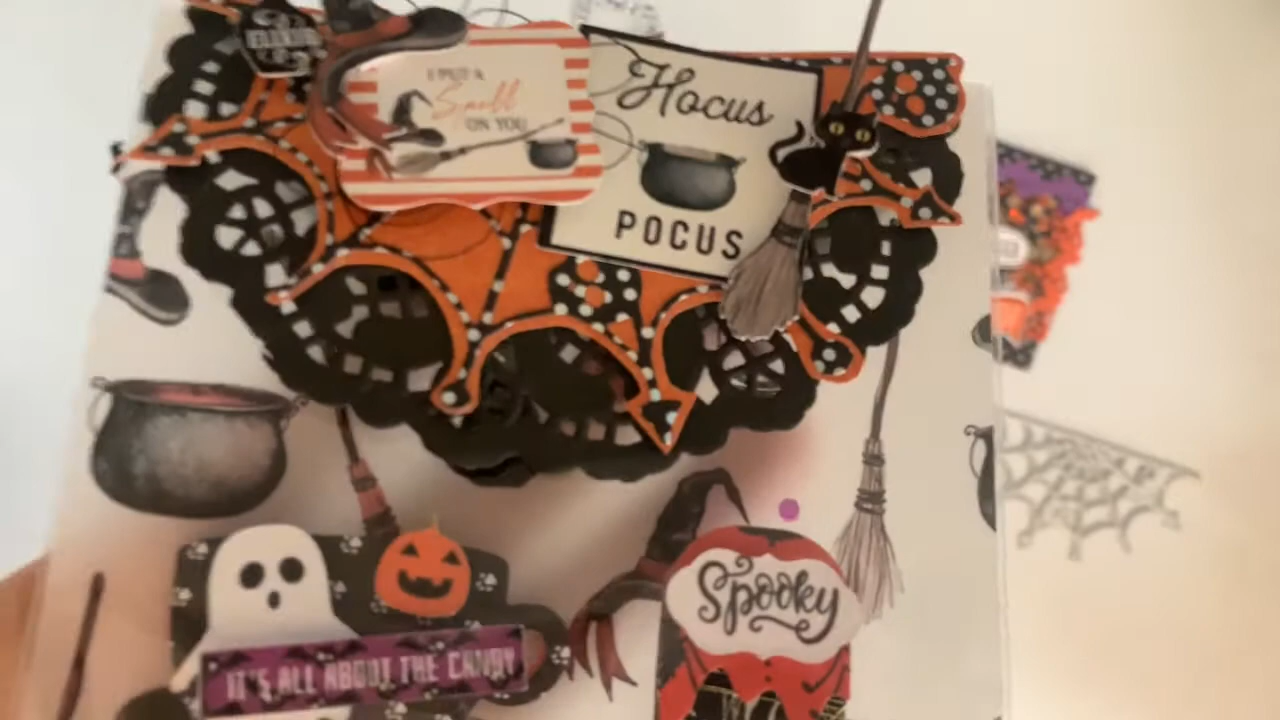 I PUT A
Spell
ON YOU
Hocus
POCUS
Spooky
IT'S ALL ABOUT THE CANDY